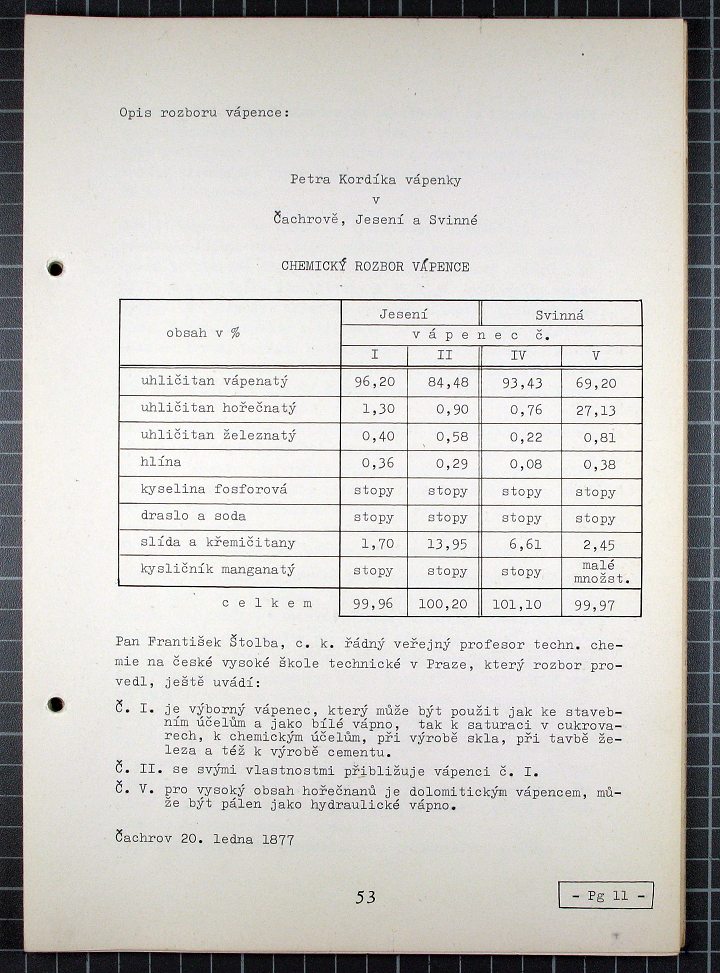 Opis rozboru vápence:
Petra Kordíka vápenky
v
Čachrově, Jesení a Svinné
CHEMICKÝ ROZBOR VÁPENCE
obsah v % Jesení Svinná
vápenec č.
I II IV V
uhličitan vápenatý 96,20 84,48 93,43 69,20
uhličitan hořečnatý 1,30 0,90 0,76 27,13
uhličitan železnatý 0,40 0,58 0,22 0,81
hlína 0,36 0,29 0,08 0,38
kyselina fosforová stopy stopy stopy stopy
draslo a soda stopy stopy stopy stopy
slída a křemičitany 1,70 13,95 6,61 2,45
kysličník manganatý stopy stopy stopy malé množst.
celkem 99,96 100,20 101,10 99,97
Pan František Štolba, c. k. řádný veřejný profesor techn. che-
mie na české vysoké škole technické v Praze, který rozbor pro-
vedl, ještě uvádí:
Č. I. je výborný vápenec, který může být použit jak ke staveb-
ním účelům a jako bílé vápno, tak k saturaci v cukrova-
rech, k chemickým účelům, při výrobě skla, při tavbě že-
leza a též k výrobě cementu.
Č. II. se svými vlastnostmi přibližuje vápenci č. I.
Č. V. pro vysoký obsah hořečnanů je dolomitickým vápencem, mů-
že být pálen jako hydraulické vápno.
Čachrov 20. ledna 1877
53
- Pg 11 -